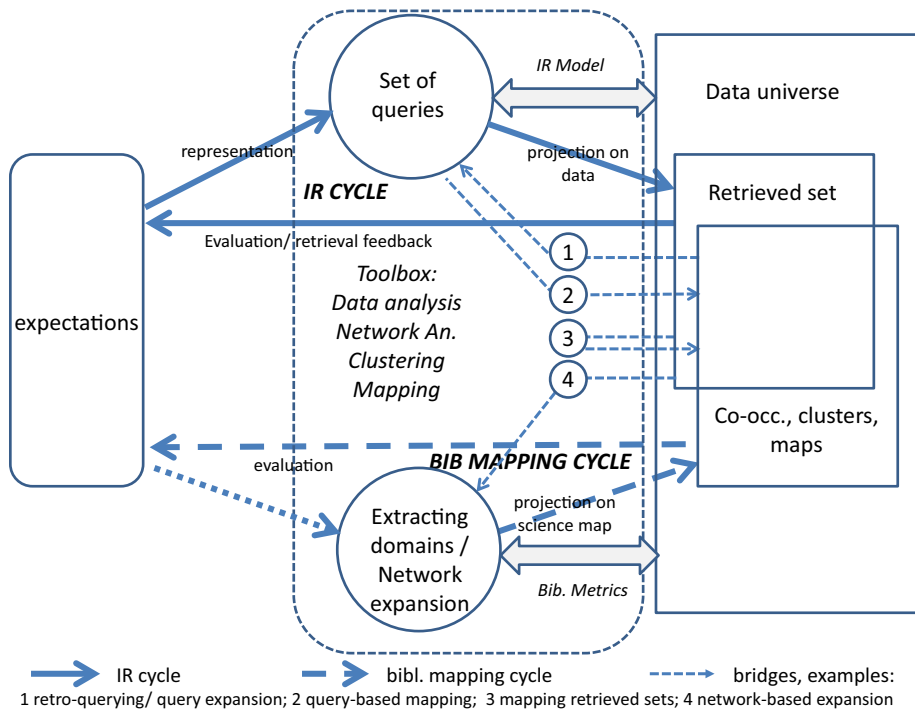 Set of
queries
IR Model
Data universe
representation
projection on
data
IR CYCLE
Retrieved set
Evaluation/ retrieval feedback
expectations
Toolbox:
Data analysis
Network An.
Clustering
Mapping
1
2
3
4
Co-occ., clusters,
maps
evaluation
BIB MAPPING CYCLE
Extracting
domains /
Network
expansion
projection on
science map
Bib. Metrics
IR cycle
bibl. mapping cycle
bridges, examples:
1 retro-querying/ query expansion; 2 query-based mapping; 3 mapping retrieved sets; 4 network-based expansion